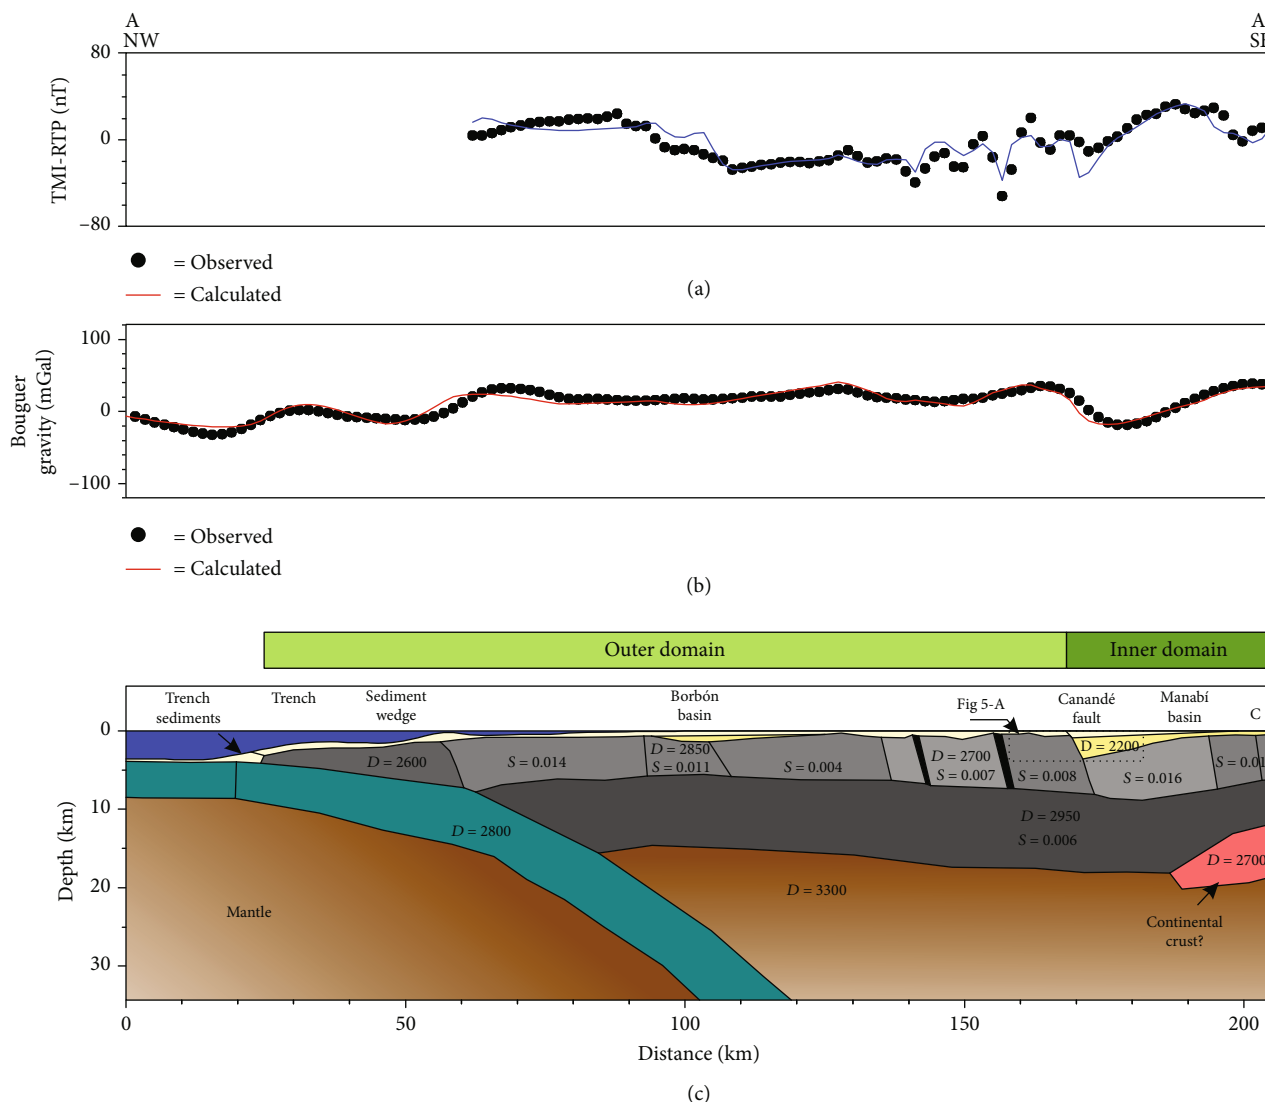 A
NW
A
SE
80
0
−80
TMI-RTP (nT)
= Observed
= Calculated
(a)
100
0
−100
Bouguer
gravity (mGal)
= Observed
= Calculated
(b)
Outer domain
Inner domain
Trench
sediments
Trench
Sediment
wedge
Borbón
basin
Fig 5-A
Canandé
fault
Manabí
basin
C
0
10
20
30
Depth (km)
D = 2600
S = 0.014
D = 2850
S = 0.011
S = 0.004
D = 2700
S = 0.007
S = 0.008
D = 2200
S = 0.016
S = 0.01
D = 2800
D = 2950
S = 0.006
D = 2700
D = 3300
Mantle
Continental
crust?
0
50
100
150
200
Distance (km)
(c)